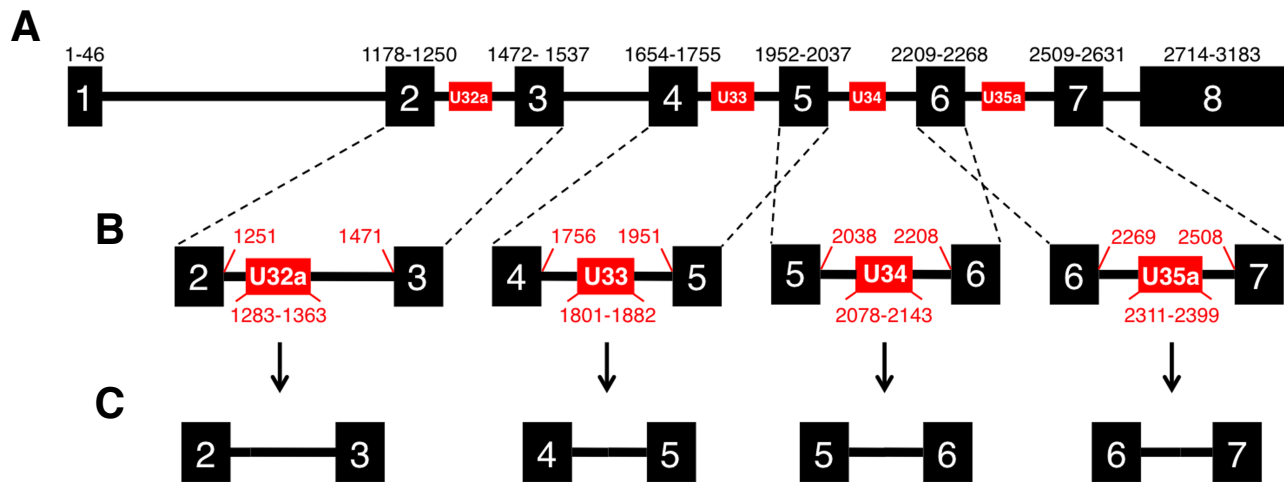 A
1-46 1178-1250 1472- 1537 1654-1755 1952-2037 2209-2268 2509-2631 2714-3183
1 2 U32a 3 4 U33 5 U34 6 U35a 7 8
B
1251 1471 1756 1951 2038 2208 2269 2508
2 U32a 3 4 U33 5 5 U34 6 6 U35a 7
1283-1363 1801-1882 2078-2143 2311-2399
C
2 3 4 5 5 6 6 7